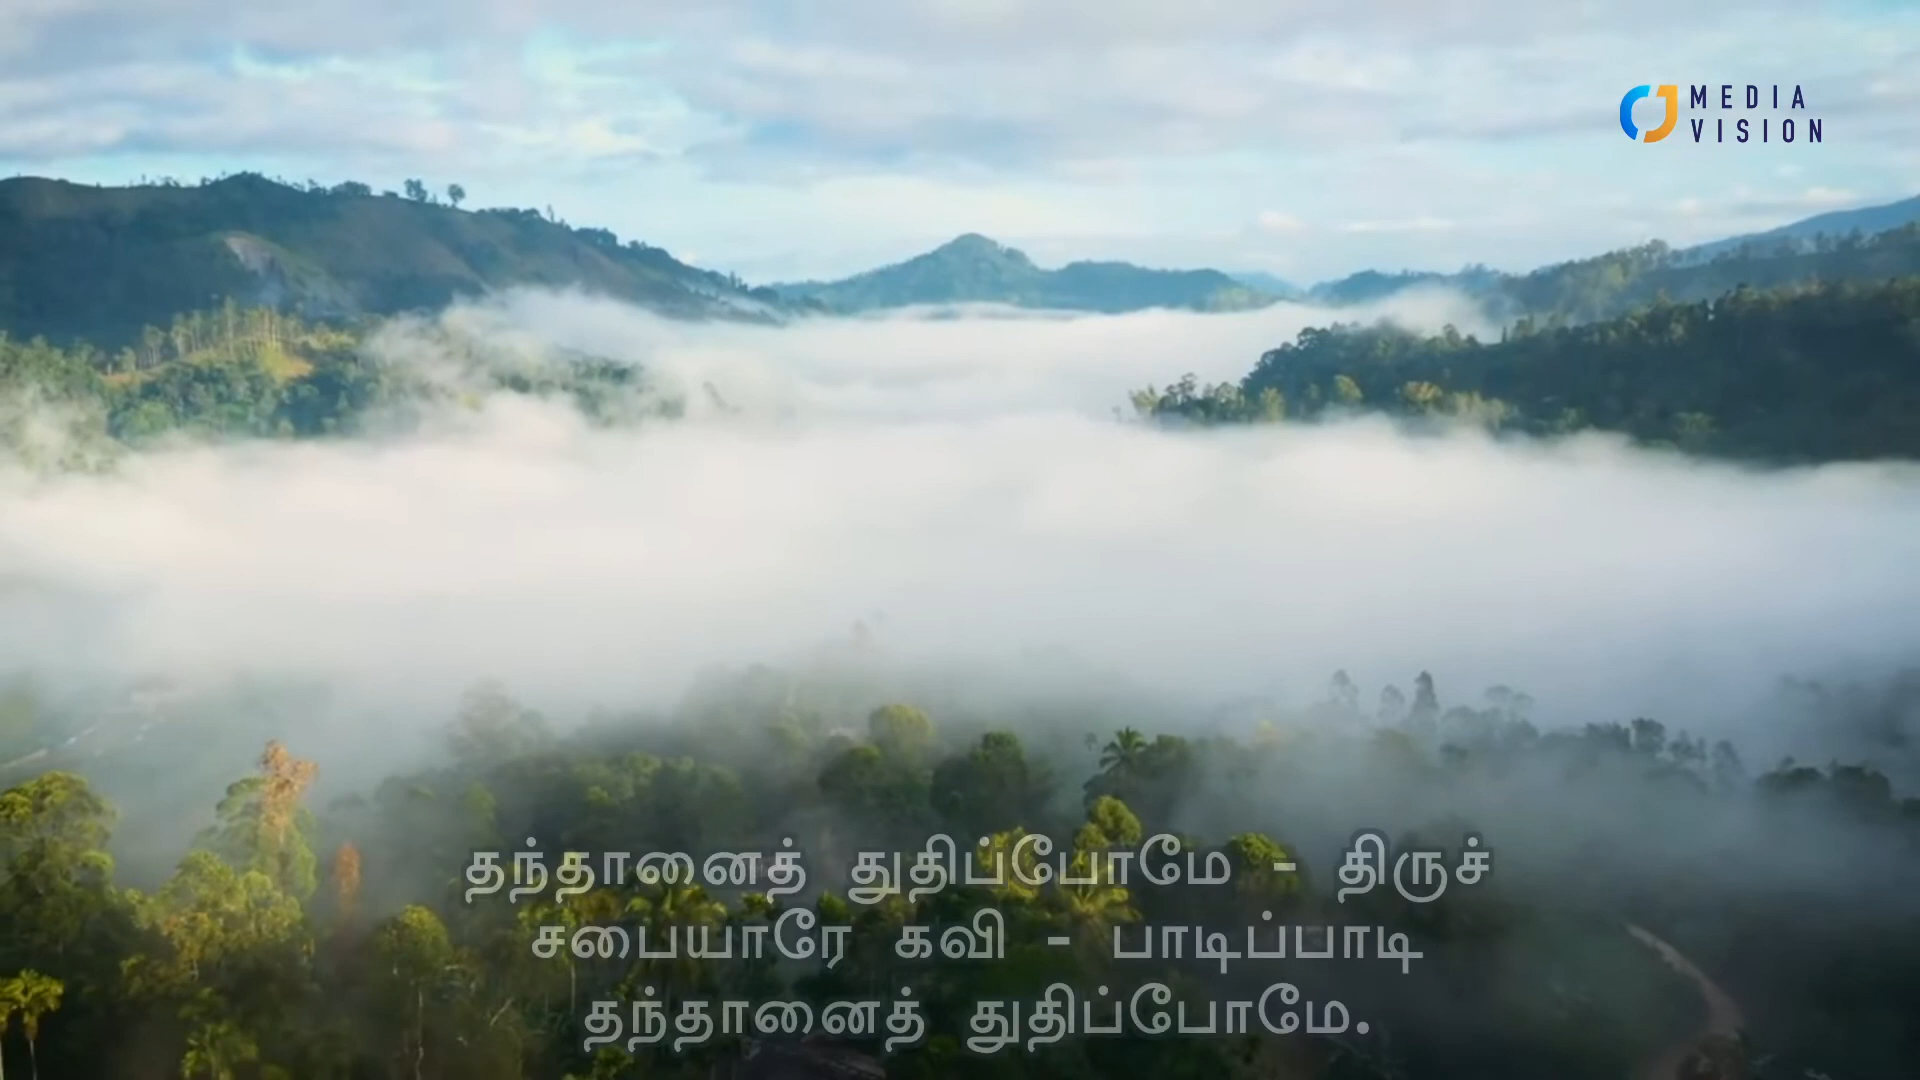 MEDIA
VISION
தந்தானைத் துதிப்போமே - திருச்
சபையாரே கவி - பாடிப்பாடி
தந்தானைத் துதிப்போமே.